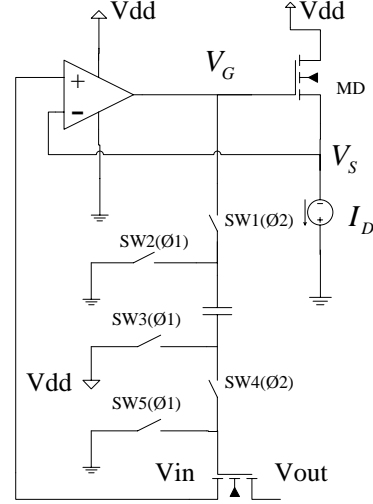 Vdd
Vdd
V_G
+
-
MD
V_S
-
+
I_D
SW1(Ø2)
SW2(Ø1)
SW3(Ø1)
Vdd
SW4(Ø2)
SW5(Ø1)
Vin
Vout